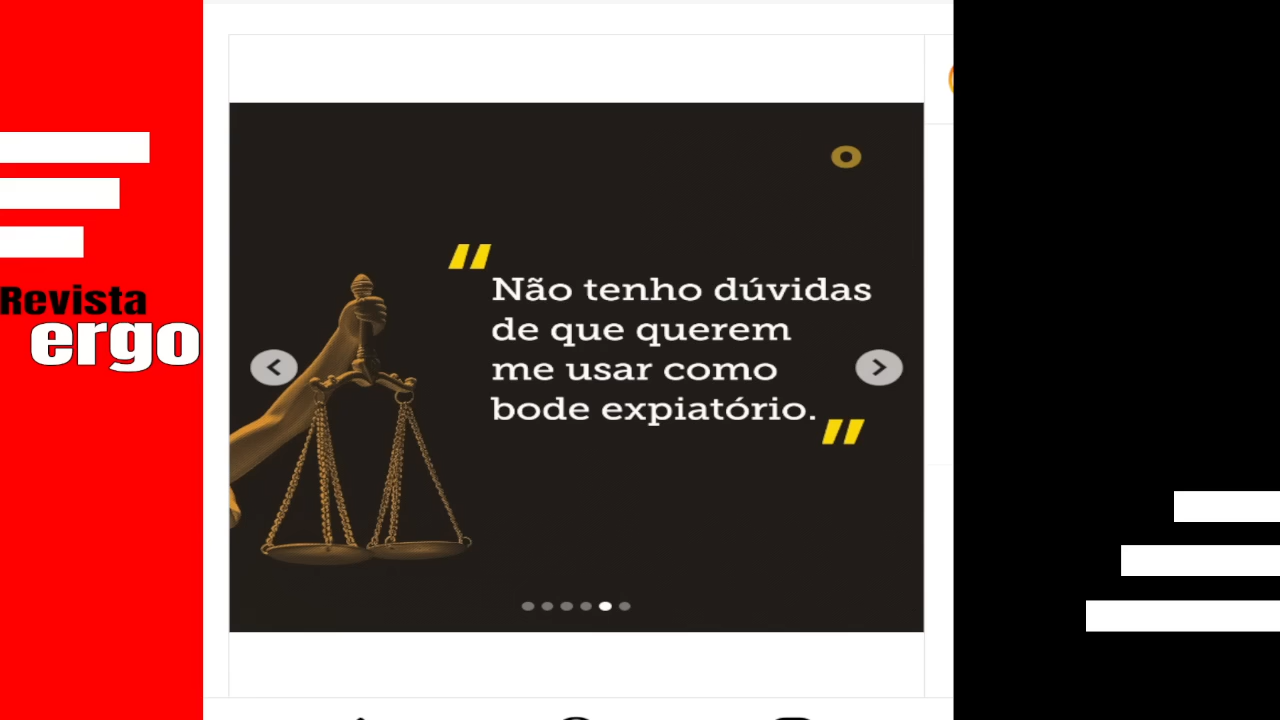 Revista
ergo
"
Não tenho dúvidas
de que querem
me usar como
bode expiatório.
"